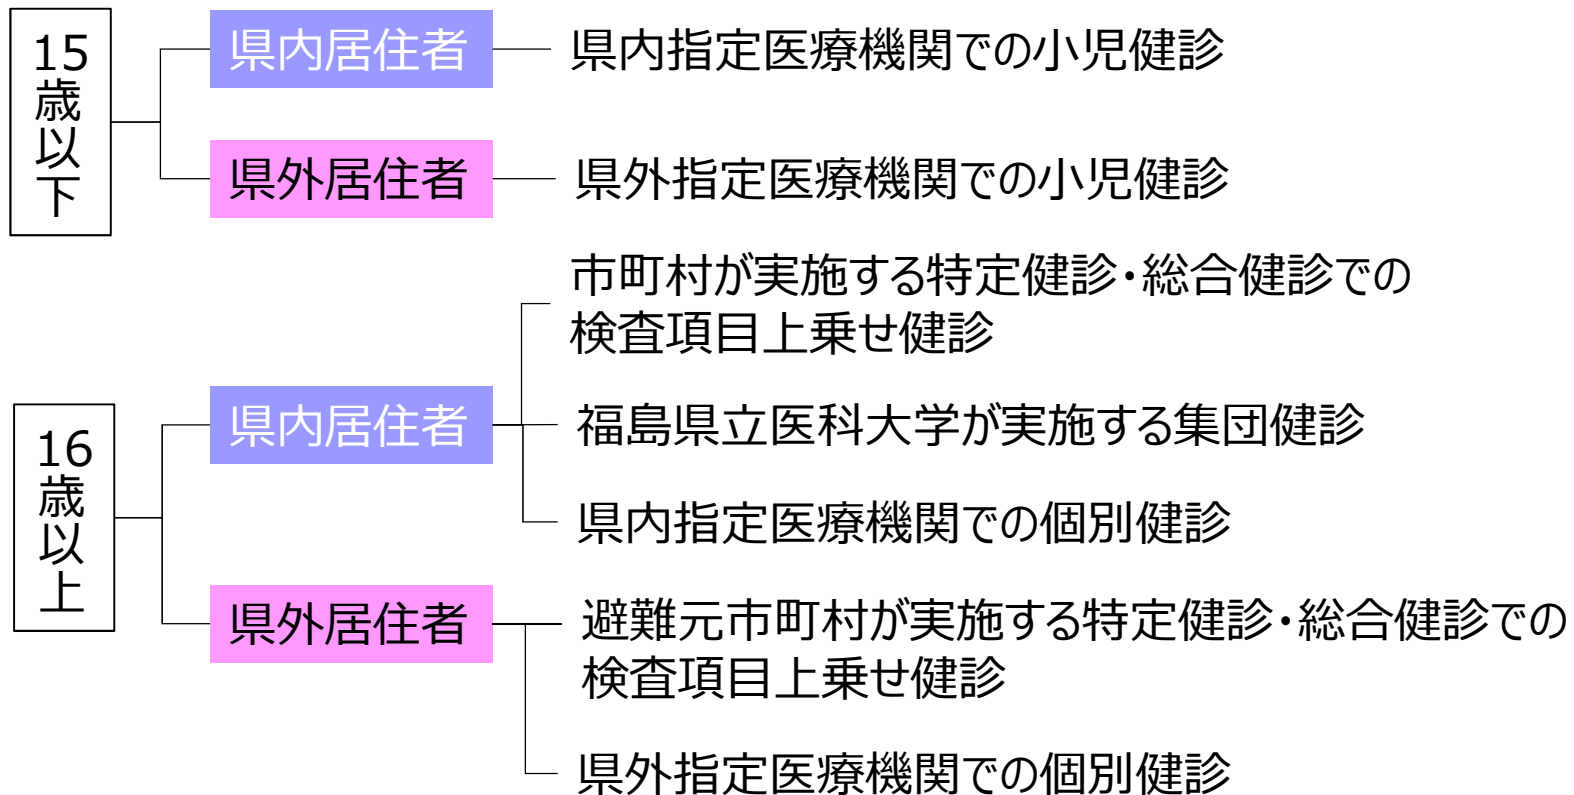 15歳以下
県内居住者
県内指定医療機関での小児健診
県外居住者
県外指定医療機関での小児健診
16歳以上
県内居住者
市町村が実施する特定健診・総合健診での
検査項目上乗せ健診
福島県立医科大学が実施する集団健診
県内指定医療機関での個別健診
県外居住者
避難元市町村が実施する特定健診・総合健診での
検査項目上乗せ健診
県外指定医療機関での個別健診